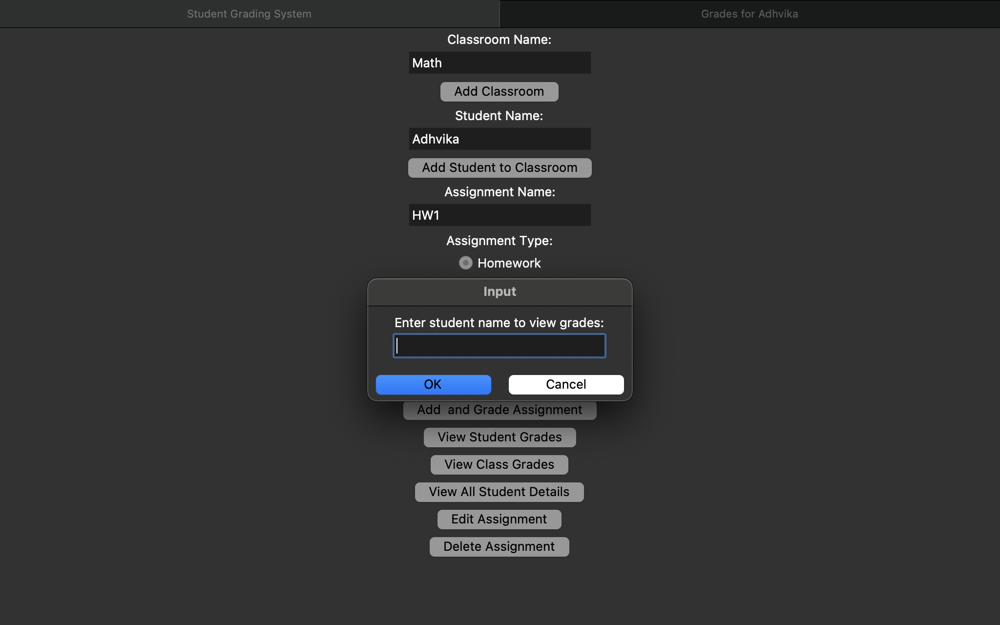 Student Grading System
Grades for Adhvika
Classroom Name:
Math
Add Classroom
Student Name:
Adhvika
Add Student to Classroom
Assignment Name:
HW1
Assignment Type:
Homework
Input
Enter student name to view grades:
OK
Cancel
Add  and Grade Assignment
View Student Grades
View Class Grades
View All Student Details
Edit Assignment
Delete Assignment